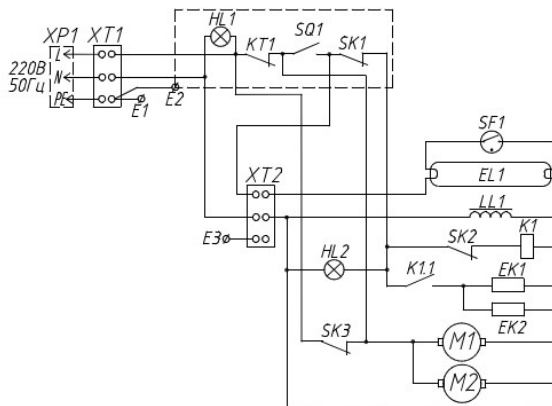 HL1
SQ1
XP1 XT1 KT1 SK1
L
220В
N
50Гц
PE
E1 E2
SF1
EL1
XT2
LL1
E3
SK2 K1
HL2
K1.1 EK1
EK2
SK3
M1
M2